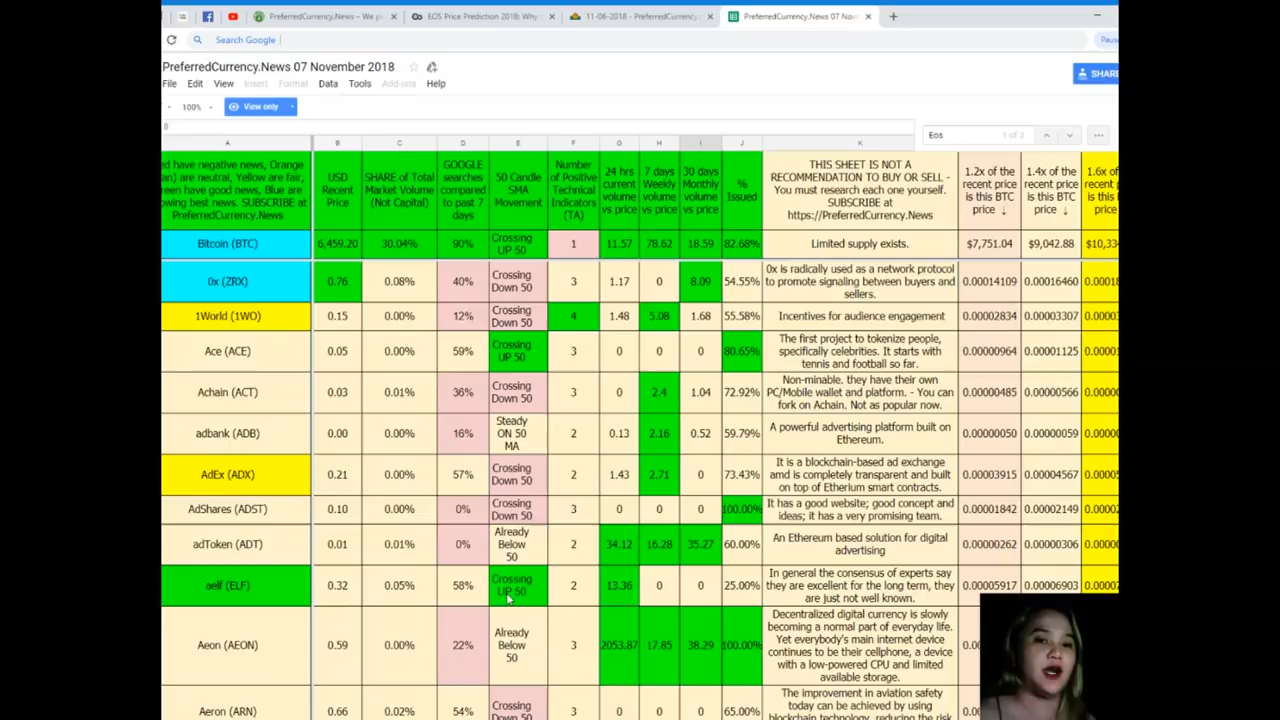 PreferredCurrency.News – We pi
EOS Price Prediction 2018: Why
11-06-2018 - PreferredCurrency.
PreferredCurrency.News 07 Nov
Search Google
Paus
PreferredCurrency.News 07 November 2018
SHARE
File Edit View Insert Format Data Tools Add-ons Help
100% View only
Eos 1 of 3
A B C D E F G H I J K
ed have negative news, Orange
an) are neutral, Yellow are fair,
reen have good news, Blue are
owing best news. SUBSCRIBE at
PreferredCurrency.News
USD
Recent
Price
SHARE of Total
Market Volume
(Not Capital)
GOOGLE
searches
compared
to past 7
days
50 Candle
SMA
Movement
Number
of Positive
Technical
Indicators
(TA)
24 hrs
current
volume
vs price
7 days
Weekly
volume
vs price
30 days
Monthly
volume
vs price
%
Issued
THIS SHEET IS NOT A
RECOMMENDATION TO BUY OR SELL -
You must research each one yourself.
SUBSCRIBE at
https://PreferredCurrency.News
1.2x of the
recent price
is this BTC
price ↓
1.4x of the
recent price
is this BTC
price ↓
1.6x of
recent p
is this B
price
Bitcoin (BTC) 6,459.20 30.04% 90%
Crossing
UP 50
1 11.57 78.62 18.59 82.68% Limited supply exists. $7,751.04 $9,042.88 $10,33
0x (ZRX) 0.76 0.08% 40%
Crossing
Down 50
3 1.17 0 8.09 54.55%
0x is radically used as a network protocol
to promote signaling between buyers and
sellers.
0.00014109 0.00016460 0.00018
1World (1WO) 0.15 0.00% 12%
Crossing
Down 50
4 1.48 5.08 1.68 55.58% Incentives for audience engagement 0.00002834 0.00003307 0.00003
Ace (ACE) 0.05 0.00% 59%
Crossing
UP 50
3 0 0 0 80.65%
The first project to tokenize people,
specifically celebrities. It starts with
tennis and football so far.
0.00000964 0.00001125 0.00001
Achain (ACT) 0.03 0.01% 36%
Crossing
Down 50
3 0 2.4 1.04 72.92%
Non-minable. they have their own
PC/Mobile wallet and platform. - You can
fork on Achain. Not as popular now.
0.00000485 0.00000566 0.00000
adbank (ADB) 0.00 0.00% 16%
Steady
ON 50
MA
2 0.13 2.16 0.52 59.79%
A powerful advertising platform built on
Ethereum.
0.00000050 0.00000059 0.00000
AdEx (ADX) 0.21 0.00% 57%
Crossing
Down 50
2 1.43 2.71 0 73.43%
It is a blockchain-based ad exchange
amd is completely transparent and built
on top of Etherium smart contracts.
0.00003915 0.00004567 0.00005
AdShares (ADST) 0.10 0.00% 0%
Crossing
Down 50
3 0 0 0 100.00%
It has a good website; good concept and
ideas; it has a very promising team.
0.00001842 0.00002149 0.00002
adToken (ADT) 0.01 0.01% 0%
Already
Below
50
2 34.12 16.28 35.27 60.00%
An Ethereum based solution for digital
advertising
0.00000262 0.00000306 0.00000
aelf (ELF) 0.32 0.05% 58%
Crossing
UP 50
2 13.36 0 0 25.00%
In general the consensus of experts say
they are excellent for the long term, they
are just not well known.
0.00005917 0.00006903
Aeon (AEON) 0.59 0.00% 22%
Already
Below
50
3 2053.87 17.85 38.29 100.00%
Decentralized digital currency is slowly
becoming a normal part of everyday life.
Yet everybody's main internet device
continues to be their cellphone, a device
with a low-powered CPU and limited
available storage.
Aeron (ARN) 0.66 0.02% 54%
Crossing
Down 50
3 0 0 0 65.00%
The improvement in aviation safety
today can be achieved by using
blockchain technology, reducing the risk